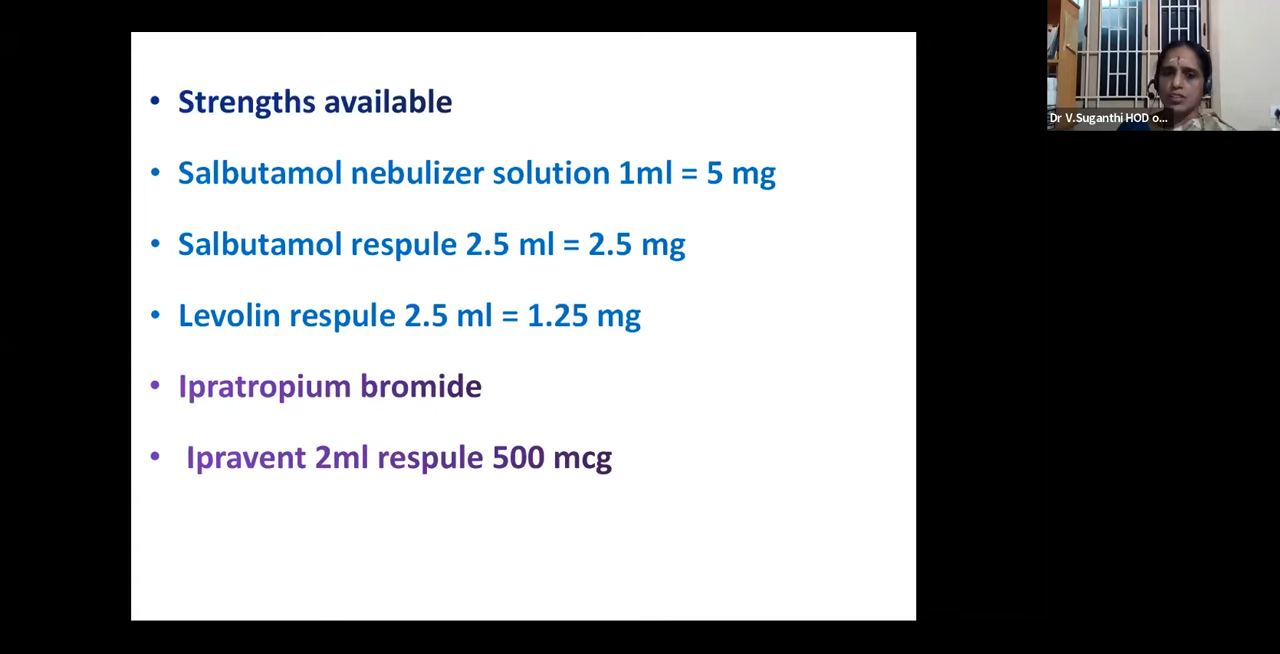 • Strengths available
• Salbutamol nebulizer solution 1ml = 5 mg
• Salbutamol respule 2.5 ml = 2.5 mg
• Levolin respule 2.5 ml = 1.25 mg
• Ipratropium bromide
• Ipravent 2ml respule 500 mcg
Dr V.Suganthi HOD o...